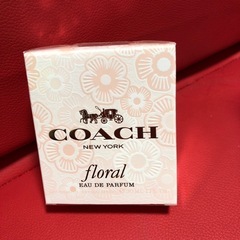 COACH
NEW YORK
floral
EAU DE PARFUM